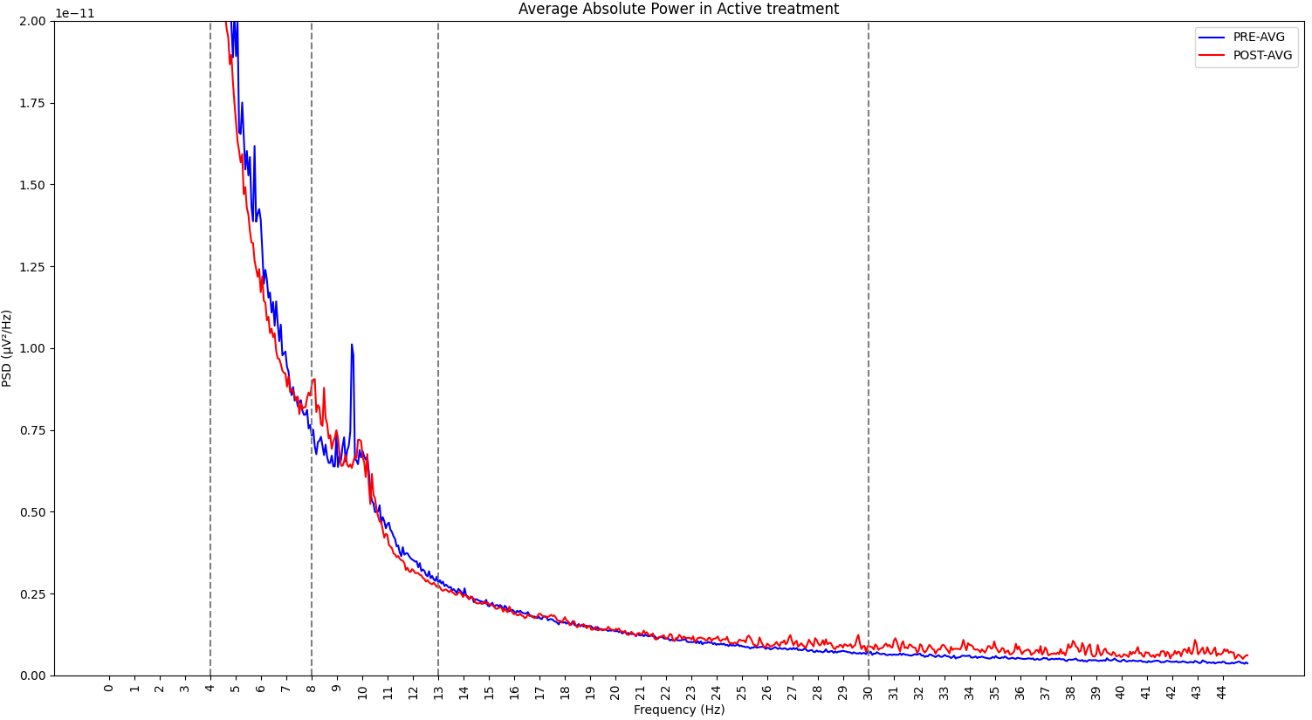 Average Absolute Power in Active treatment
1e−11
PRE-AVG
POST-AVG
2.00
1.75
1.50
1.25
1.00
0.75
0.50
0.25
0.00
PSD (μV²/Hz)
0 1 2 3 4 5 6 7 8 9 10 11 12 13 14 15 16 17 18 19 20 21 22 23 24 25 26 27 28 29 30 31 32 33 34 35 36 37 38 39 40 41 42 43 44
Frequency (Hz)